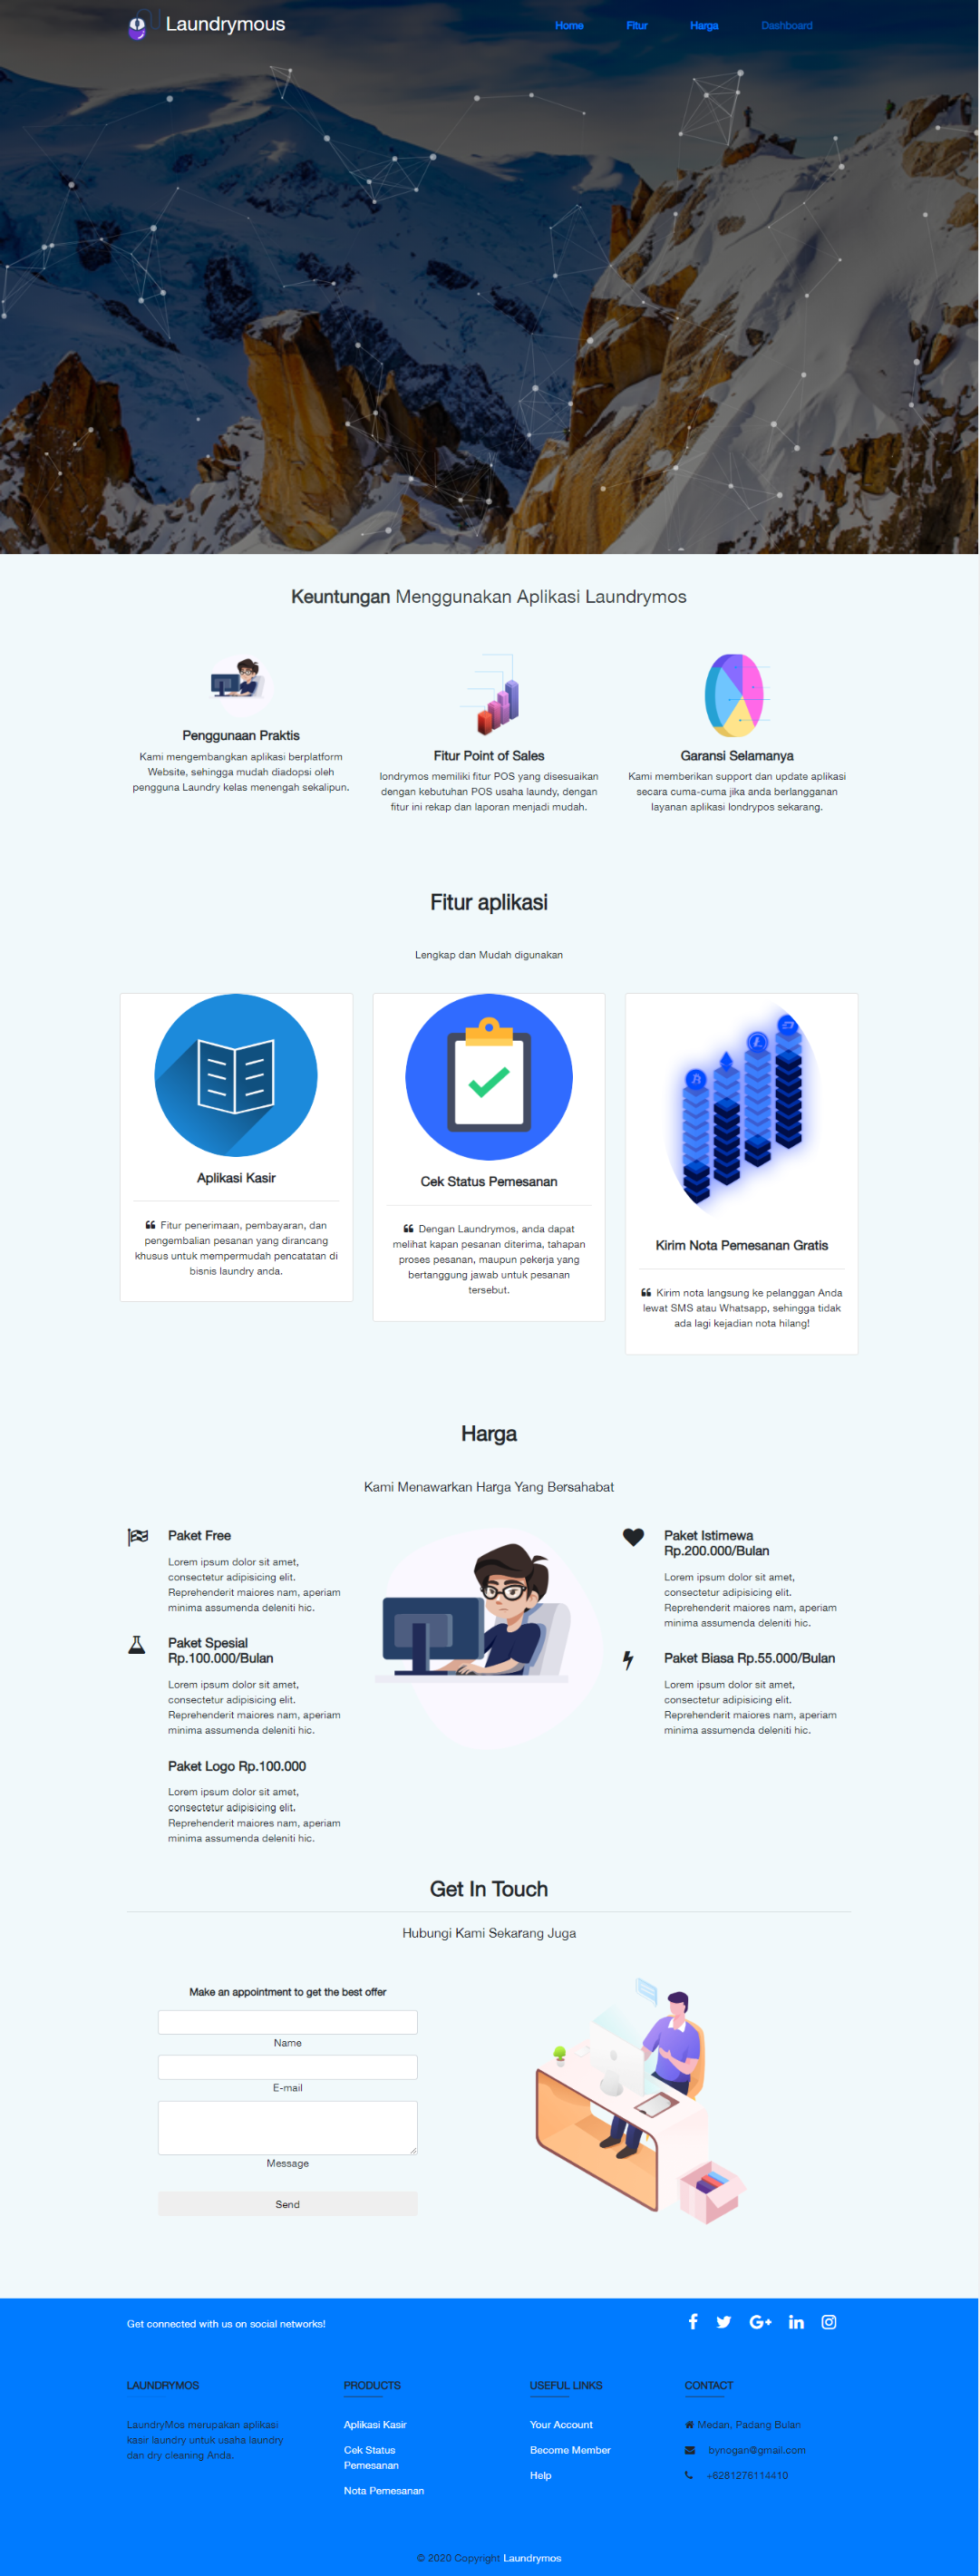 Laundrymous
Home Fitur Harga Dashboard
Keuntungan Menggunakan Aplikasi Laundrymos
Penggunaan Praktis
Kami mengembangkan aplikasi berplatform
Website, sehingga mudah diadopsi oleh
pengguna Laundry kelas menengah sekalipun.
Fitur Point of Sales
londrymos memiliki fitur POS yang disesuaikan
dengan kebutuhan POS usaha laundy, dengan
fitur ini rekap dan laporan menjadi mudah.
Garansi Selamanya
Kami memberikan support dan update aplikasi
secara cuma-cuma jika anda berlangganan
layanan aplikasi londrypos sekarang.
Fitur aplikasi
Lengkap dan Mudah digunakan
Aplikasi Kasir
❝ Fitur penerimaan, pembayaran, dan
pengembalian pesanan yang dirancang
khusus untuk mempermudah pencatatan di
bisnis laundry anda.
Cek Status Pemesanan
❝ Dengan Laundrymos, anda dapat
melihat kapan pesanan diterima, tahapan
proses pesanan, maupun pekerja yang
bertanggung jawab untuk pesanan
tersebut.
Kirim Nota Pemesanan Gratis
❝ Kirim nota langsung ke pelanggan Anda
lewat SMS atau Whatsapp, sehingga tidak
ada lagi kejadian nota hilang!
Harga
Kami Menawarkan Harga Yang Bersahabat
Paket Free
Lorem ipsum dolor sit amet,
consectetur adipisicing elit.
Reprehenderit maiores nam, aperiam
minima assumenda deleniti hic.
Paket Spesial
Rp.100.000/Bulan
Lorem ipsum dolor sit amet,
consectetur adipisicing elit.
Reprehenderit maiores nam, aperiam
minima assumenda deleniti hic.
Paket Logo Rp.100.000
Lorem ipsum dolor sit amet,
consectetur adipisicing elit.
Reprehenderit maiores nam, aperiam
minima assumenda deleniti hic.
Paket Istimewa
Rp.200.000/Bulan
Lorem ipsum dolor sit amet,
consectetur adipisicing elit.
Reprehenderit maiores nam, aperiam
minima assumenda deleniti hic.
Paket Biasa Rp.55.000/Bulan
Lorem ipsum dolor sit amet,
consectetur adipisicing elit.
Reprehenderit maiores nam, aperiam
minima assumenda deleniti hic.
Get In Touch
Hubungi Kami Sekarang Juga
Make an appointment to get the best offer
Name
E-mail
Message
Send
Get connected with us on social networks!
LAUNDRYMOS
LaundryMos merupakan aplikasi
kasir laundry untuk usaha laundry
dan dry cleaning Anda.
PRODUCTS
Aplikasi Kasir
Cek Status
Pemesanan
Nota Pemesanan
USEFUL LINKS
Your Account
Become Member
Help
CONTACT
Medan, Padang Bulan
bynogan@gmail.com
+6281276114410
© 2020 Copyright Laundrymos